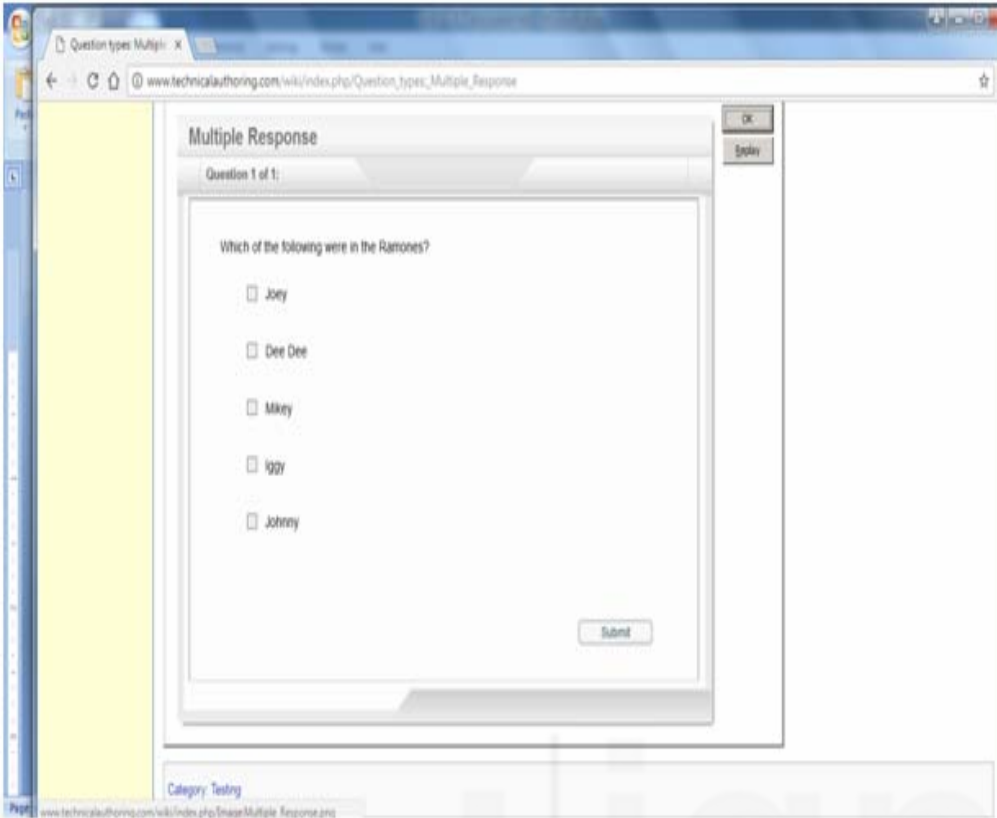 Question types: Multipl
www.technicalauthoring.com/wiki/index.php/Question_types:_Multiple_Response
Multiple Response
OK
Replay
Question 1 of 1:
Which of the following were in the Ramones?
Joey
Dee Dee
Mikey
Iggy
Johnny
Submit
Category: Testing
Page:
www.technicalauthoring.com/wiki/index.php/Image:Multiple_Response.png